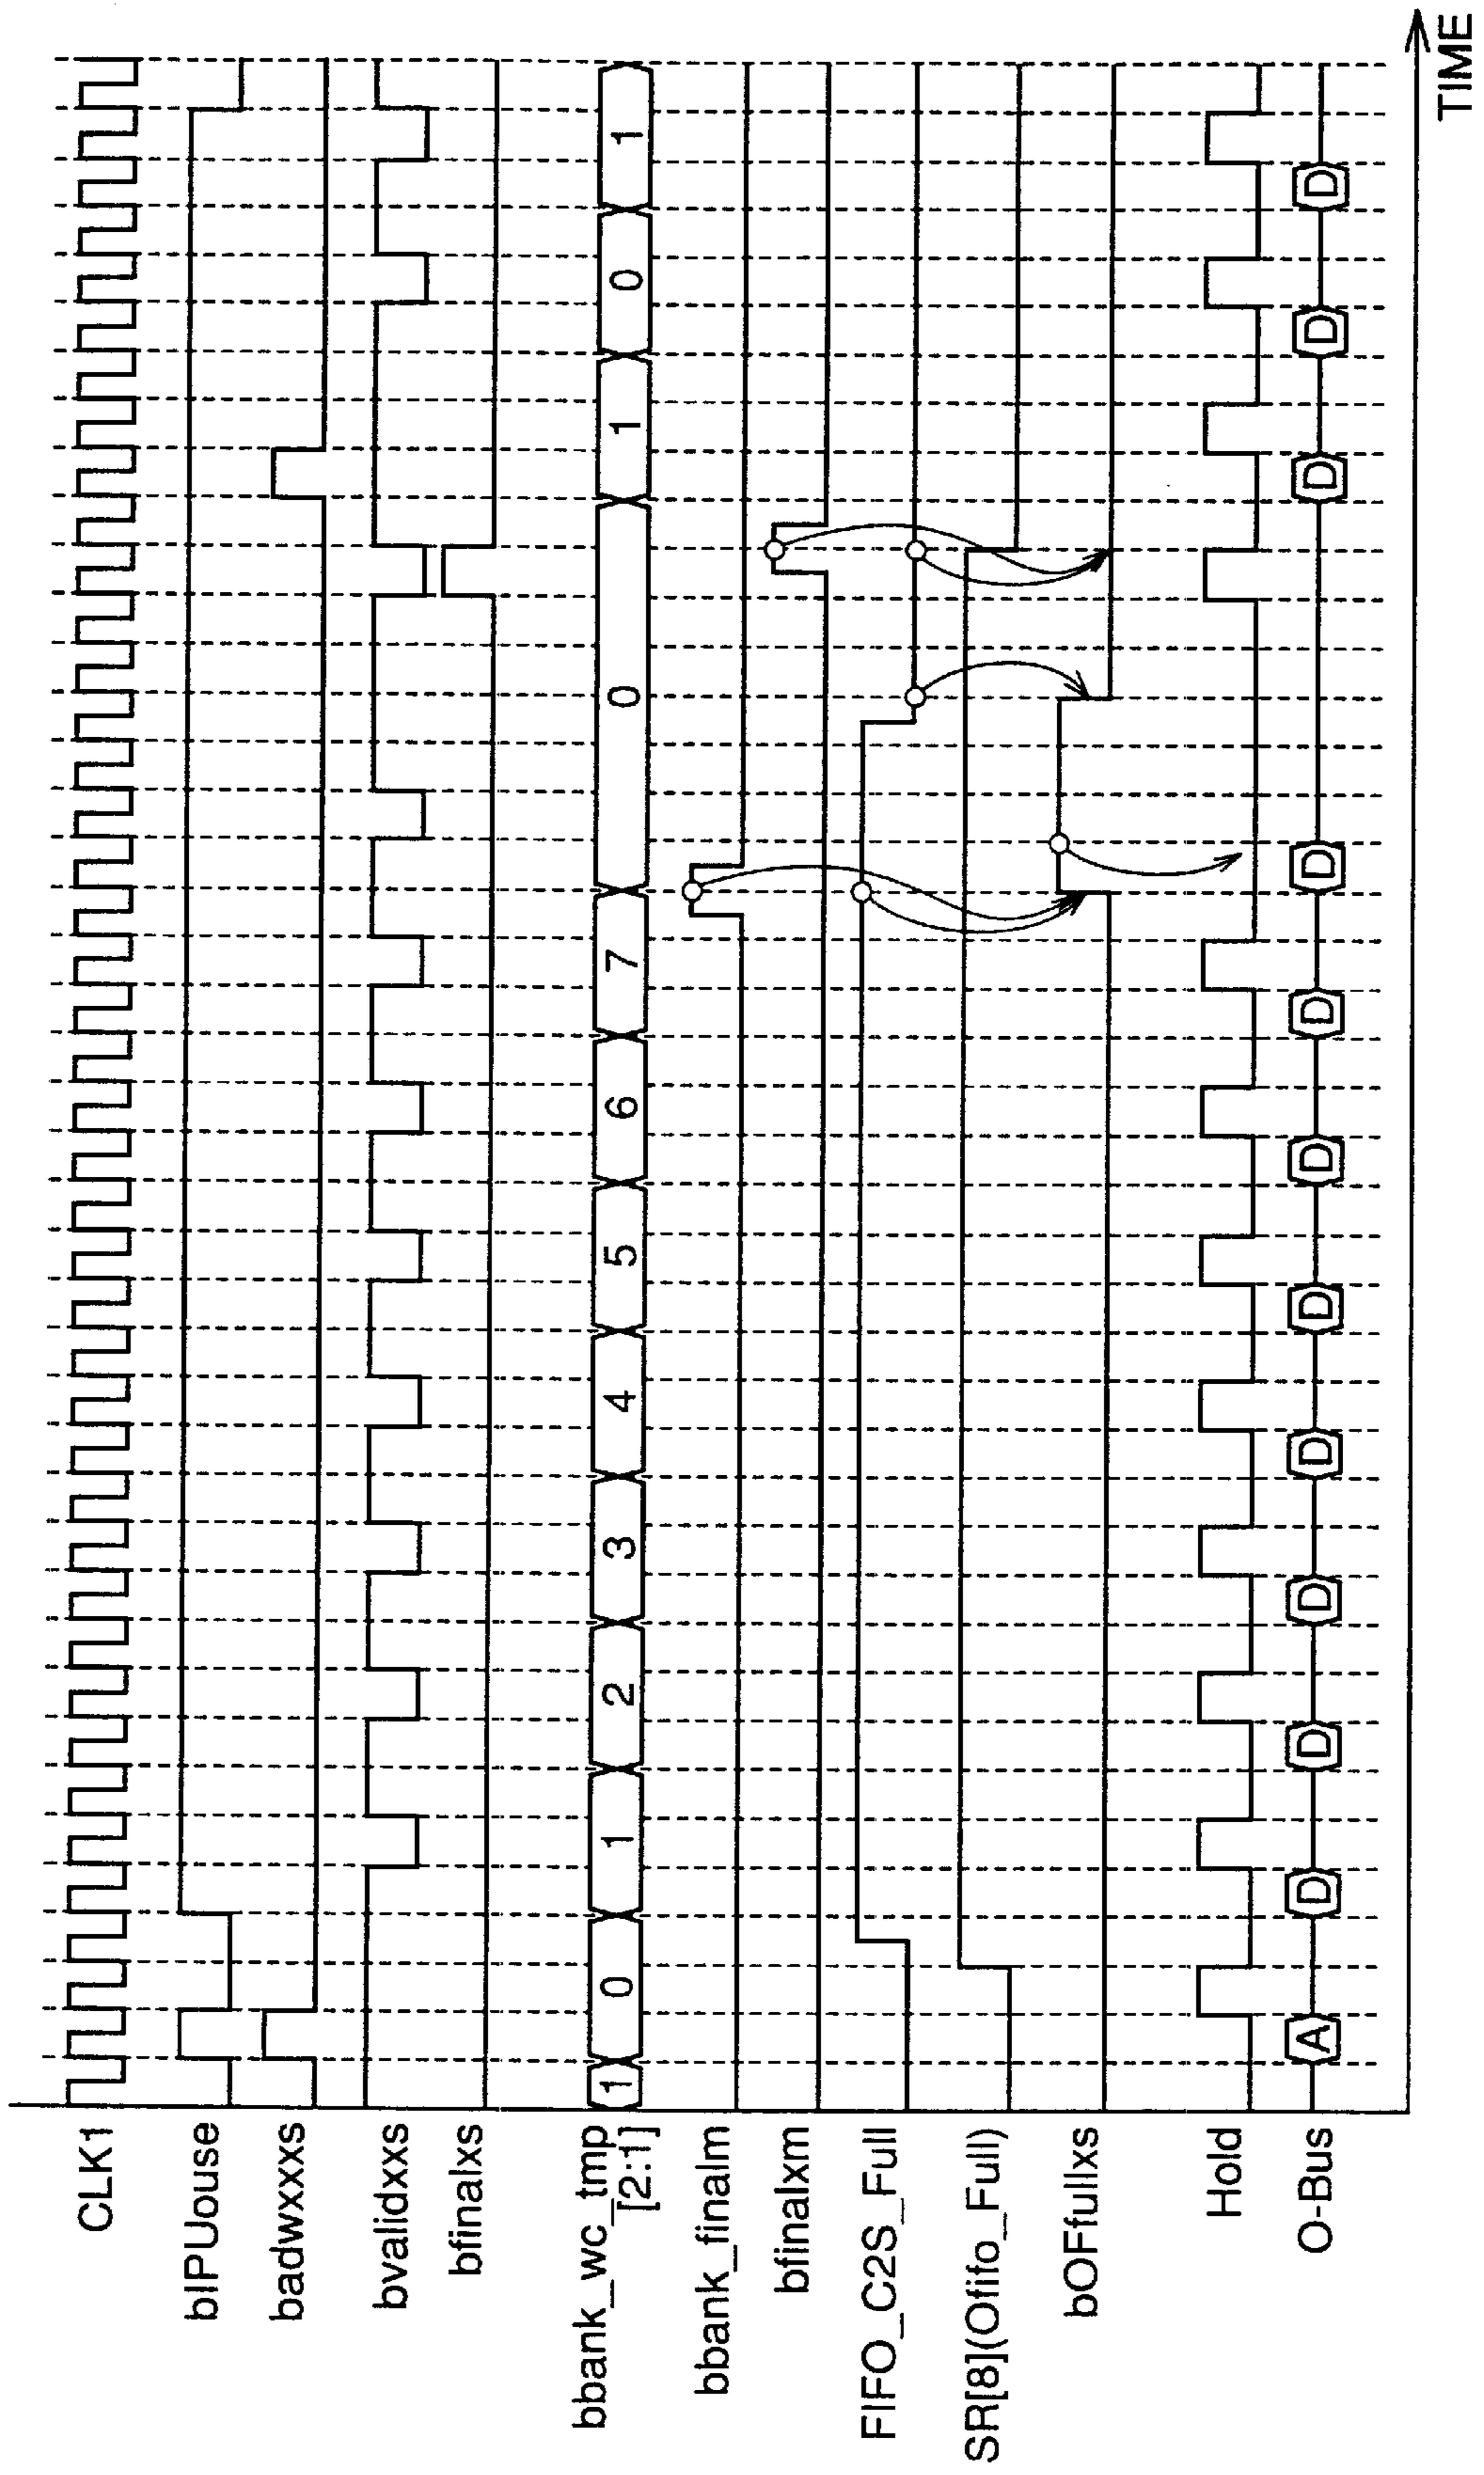 CLK1
bIPUouse
badwxxxs
bvalidxxs
bfinalxs
bbank_wc_tmp
[2:1]
1 0 1 2 3 4 5 6 7 0 1 0 1
bbank_finalm
bfinalxm
FIFO_C2S_Full
SR[8](Ofifo_Full)
bOFfullxs
Hold
O-Bus
A D D D D D D D D D D D
TIME